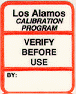 Los Alamos
CALIBRATION
PROGRAM
VERIFY
BEFORE
USE
BY: